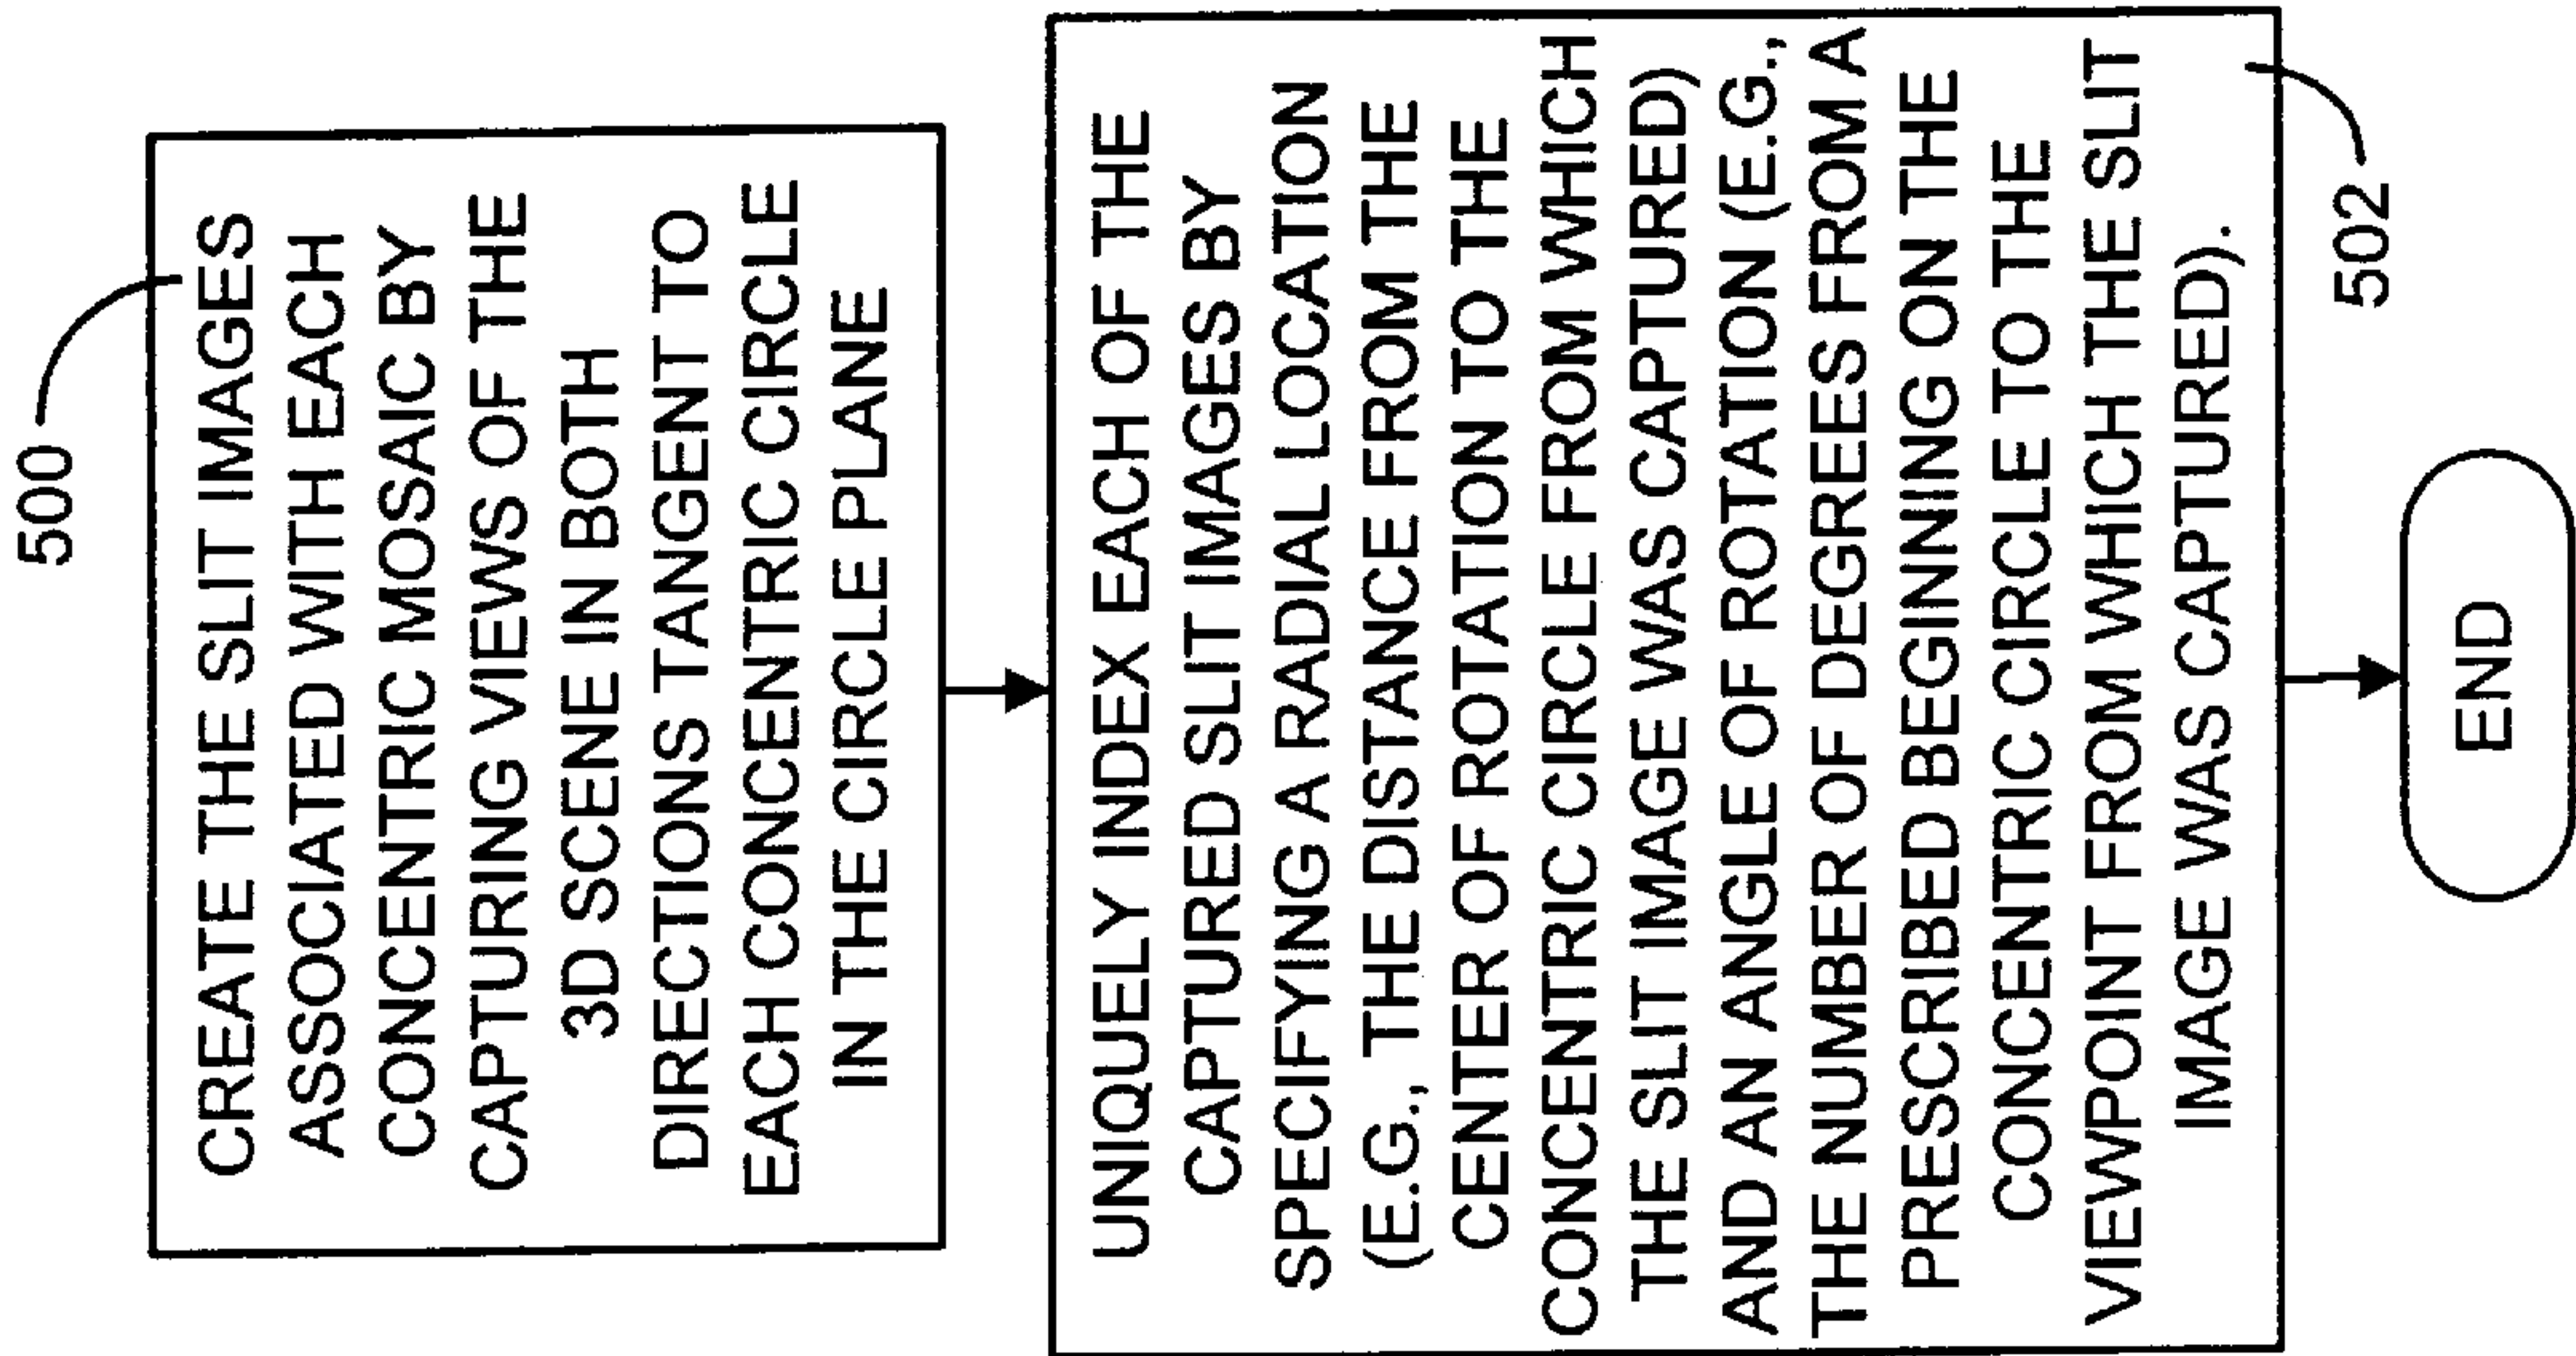 500
CREATE THE SLIT IMAGES
ASSOCIATED WITH EACH
CONCENTRIC MOSAIC BY
CAPTURING VIEWS OF THE
3D SCENE IN BOTH
DIRECTIONS TANGENT TO
EACH CONCENTRIC CIRCLE
IN THE CIRCLE PLANE
UNIQUELY INDEX EACH OF THE
CAPTURED SLIT IMAGES BY
SPECIFYING A RADIAL LOCATION
(E.G., THE DISTANCE FROM THE
CENTER OF ROTATION TO THE
CONCENTRIC CIRCLE FROM WHICH
THE SLIT IMAGE WAS CAPTURED)
AND AN ANGLE OF ROTATION (E.G.,
THE NUMBER OF DEGREES FROM A
PRESCRIBED BEGINNING ON THE
CONCENTRIC CIRCLE TO THE
VIEWPOINT FROM WHICH THE SLIT
IMAGE WAS CAPTURED).
502
END